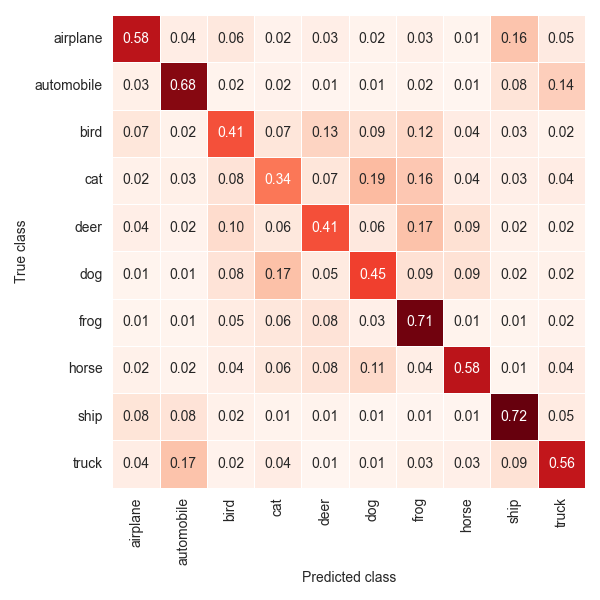 airplane 0.58 0.04 0.06 0.02 0.03 0.02 0.03 0.01 0.16 0.05
automobile 0.03 0.68 0.02 0.02 0.01 0.01 0.02 0.01 0.08 0.14
bird 0.07 0.02 0.41 0.07 0.13 0.09 0.12 0.04 0.03 0.02
cat 0.02 0.03 0.08 0.34 0.07 0.19 0.16 0.04 0.03 0.04
deer 0.04 0.02 0.10 0.06 0.41 0.06 0.17 0.09 0.02 0.02
dog 0.01 0.01 0.08 0.17 0.05 0.45 0.09 0.09 0.02 0.02
frog 0.01 0.01 0.05 0.06 0.08 0.03 0.71 0.01 0.01 0.02
horse 0.02 0.02 0.04 0.06 0.08 0.11 0.04 0.58 0.01 0.04
ship 0.08 0.08 0.02 0.01 0.01 0.01 0.01 0.01 0.72 0.05
truck 0.04 0.17 0.02 0.04 0.01 0.01 0.03 0.03 0.09 0.56
True class
airplane automobile bird cat deer dog frog horse ship truck
Predicted class